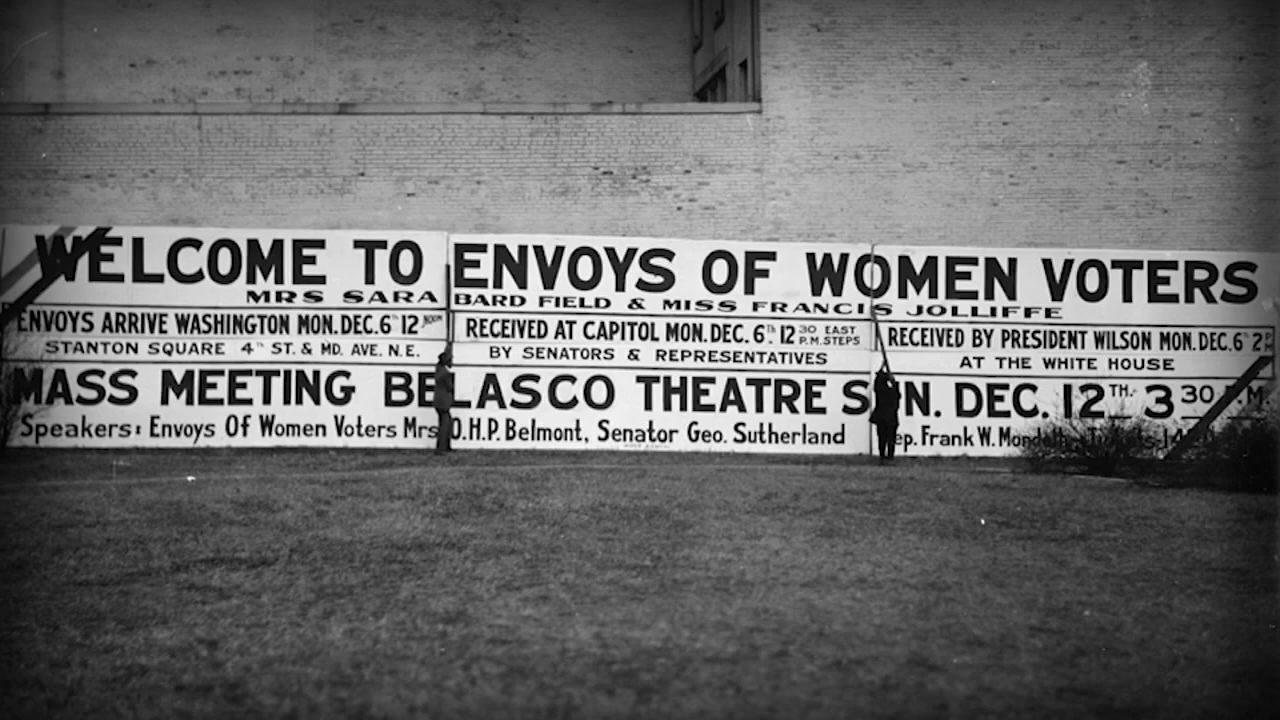 WELCOME TO ENVOYS OF WOMEN VOTERS
MRS SARA BARD FIELD & MISS FRANCIS JOLLIFFE
ENVOYS ARRIVE WASHINGTON MON. DEC. 6TH 12 NOON
STANTON SQUARE 4TH ST. & MD. AVE. N.E.
RECEIVED AT CAPITOL MON. DEC. 6TH 12 30 P.M. EAST STEPS
BY SENATORS & REPRESENTATIVES
RECEIVED BY PRESIDENT WILSON MON. DEC. 6TH 2
AT THE WHITE HOUSE
MASS MEETING BELASCO THEATRE SUN. DEC. 12TH. 3 30 P.M.
Speakers: Envoys Of Women Voters Mrs O.H.P. Belmont, Senator Geo. Sutherland Rep. Frank W. Mondell